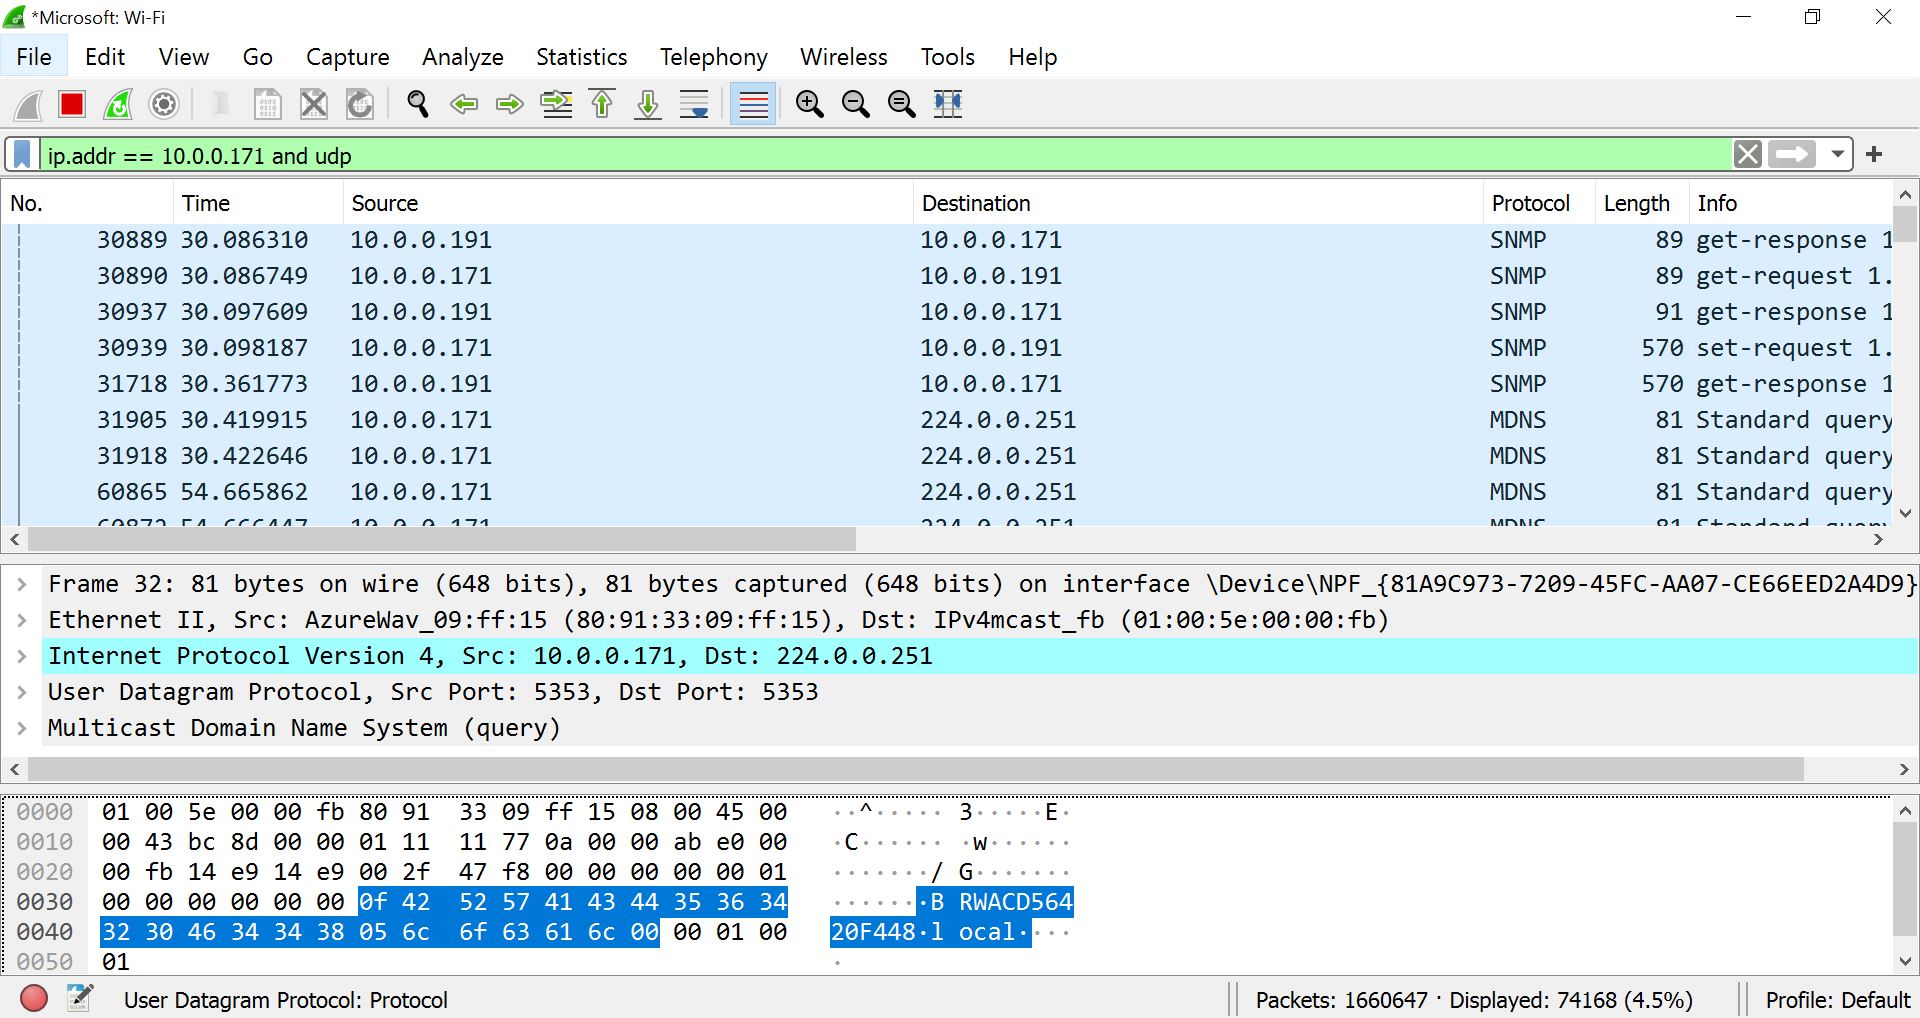 *Microsoft: Wi-Fi
File Edit View Go Capture Analyze Statistics Telephony Wireless Tools Help
ip.addr == 10.0.0.171 and udp
No. Time Source Destination Protocol Length Info
30889 30.086310 10.0.0.191 10.0.0.171 SNMP 89 get-response 1
30890 30.086749 10.0.0.171 10.0.0.191 SNMP 89 get-request 1.
30937 30.097609 10.0.0.191 10.0.0.171 SNMP 91 get-response 1
30939 30.098187 10.0.0.171 10.0.0.191 SNMP 570 set-request 1.
31718 30.361773 10.0.0.191 10.0.0.171 SNMP 570 get-response 1
31905 30.419915 10.0.0.171 224.0.0.251 MDNS 81 Standard query
31918 30.422646 10.0.0.171 224.0.0.251 MDNS 81 Standard query
60865 54.665862 10.0.0.171 224.0.0.251 MDNS 81 Standard query
60872 54.666447 10.0.0.171 224.0.0.251 MDNS 81 Standard query
Frame 32: 81 bytes on wire (648 bits), 81 bytes captured (648 bits) on interface \Device\NPF_{81A9C973-7209-45FC-AA07-CE66EED2A4D9}
Ethernet II, Src: AzureWav_09:ff:15 (80:91:33:09:ff:15), Dst: IPv4mcast_fb (01:00:5e:00:00:fb)
Internet Protocol Version 4, Src: 10.0.0.171, Dst: 224.0.0.251
User Datagram Protocol, Src Port: 5353, Dst Port: 5353
Multicast Domain Name System (query)
0000 01 00 5e 00 00 fb 80 91 33 09 ff 15 08 00 45 00 ··^····· 3·····E·
0010 00 43 bc 8d 00 00 01 11 11 77 0a 00 00 ab e0 00 ·C······ ·w······
0020 00 fb 14 e9 14 e9 00 2f 47 f8 00 00 00 00 00 01 ·······/ G·······
0030 00 00 00 00 00 00 0f 42 52 57 41 43 44 35 36 34 ·······B RWACD564
0040 32 30 46 34 34 38 05 6c 6f 63 61 6c 00 00 01 00 20F448·l ocal····
0050 01 ·
User Datagram Protocol: Protocol Packets: 1660647 · Displayed: 74168 (4.5%) Profile: Default